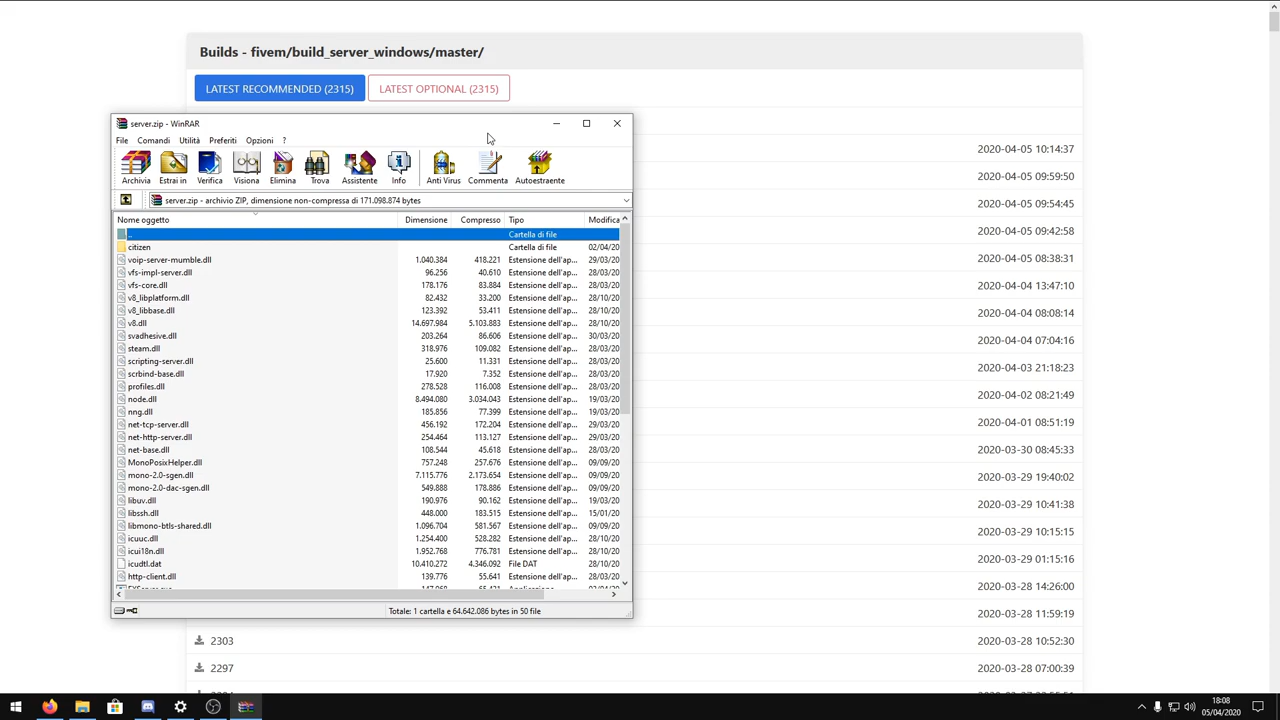 Builds - fivem/build_server_windows/master/
LATEST RECOMMENDED (2315) LATEST OPTIONAL (2315)
server.zip - WinRAR
File Comandi Utilità Preferiti Opzioni ?
Archivia Estrai in Verifica Visiona Elimina Trova Assistente Info Anti Virus Commenta Autoestraente
server.zip - archivio ZIP, dimensione non-compressa di 171.098.874 bytes
Nome oggetto Dimensione Compresso Tipo Modifica
.. Cartella di file
citizen Cartella di file 02/04/20
voip-server-mumble.dll 1.040.384 418.221 Estensione dell'ap... 29/03/20
vfs-impl-server.dll 96.256 40.610 Estensione dell'ap... 28/03/20
vfs-core.dll 178.176 83.884 Estensione dell'ap... 28/03/20
v8_libplatform.dll 82.432 33.200 Estensione dell'ap... 28/10/20
v8_libbase.dll 123.392 53.411 Estensione dell'ap... 28/10/20
v8.dll 14.697.984 5.103.883 Estensione dell'ap... 28/10/20
svadhesive.dll 203.264 86.606 Estensione dell'ap... 30/03/20
steam.dll 318.976 109.082 Estensione dell'ap... 28/03/20
scripting-server.dll 25.600 11.331 Estensione dell'ap... 28/03/20
scrbind-base.dll 17.920 7.352 Estensione dell'ap... 28/03/20
profiles.dll 278.528 116.008 Estensione dell'ap... 28/03/20
node.dll 8.494.080 3.034.043 Estensione dell'ap... 19/03/20
nng.dll 185.856 77.399 Estensione dell'ap... 19/03/20
net-tcp-server.dll 456.192 172.204 Estensione dell'ap... 29/03/20
net-http-server.dll 254.464 113.127 Estensione dell'ap... 29/03/20
net-base.dll 108.544 45.618 Estensione dell'ap... 28/03/20
MonoPosixHelper.dll 757.248 257.676 Estensione dell'ap... 09/09/20
mono-2.0-sgen.dll 7.115.776 2.173.654 Estensione dell'ap... 09/09/20
mono-2.0-dac-sgen.dll 549.888 178.886 Estensione dell'ap... 09/09/20
libuv.dll 190.976 90.162 Estensione dell'ap... 19/03/20
libssh.dll 448.000 183.515 Estensione dell'ap... 15/01/20
libmono-btls-shared.dll 1.096.704 581.567 Estensione dell'ap... 09/09/20
icuuc.dll 1.254.400 528.282 Estensione dell'ap... 28/10/20
icui18n.dll 1.952.768 776.781 Estensione dell'ap... 28/10/20
icudtl.dat 10.410.272 4.346.092 File DAT 28/10/20
http-client.dll 139.776 55.641 Estensione dell'ap... 28/03/20
Totale: 1 cartella e 64.642.086 bytes in 50 file
2020-04-05 10:14:37
2020-04-05 09:59:50
2020-04-05 09:54:45
2020-04-05 09:42:58
2020-04-05 08:38:31
2020-04-04 13:47:10
2020-04-04 08:08:14
2020-04-04 07:04:16
2020-04-03 21:18:23
2020-04-02 08:21:49
2020-04-01 08:51:19
2020-03-30 08:45:33
2020-03-29 19:40:02
2020-03-29 10:41:38
2020-03-29 10:15:15
2020-03-29 01:15:16
2020-03-28 14:26:00
2020-03-28 11:59:19
2303 2020-03-28 10:52:30
2297 2020-03-28 07:00:39
18:08
05/04/2020